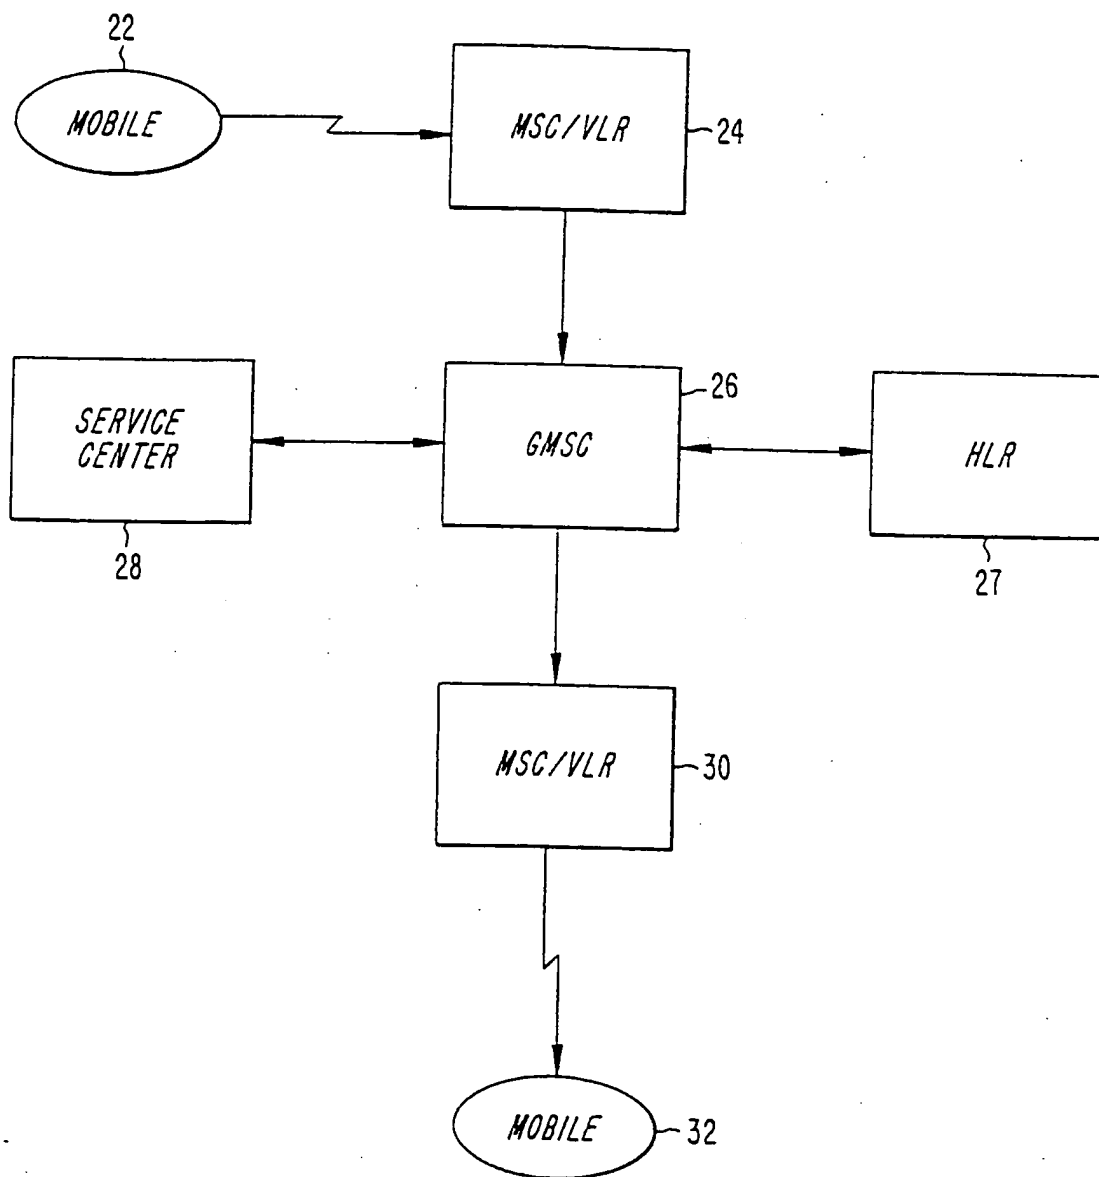 22
MOBILE
MSC/VLR
24
26
SERVICE
CENTER
GMSC
HLR
28
27
MSC/VLR
30
MOBILE
32